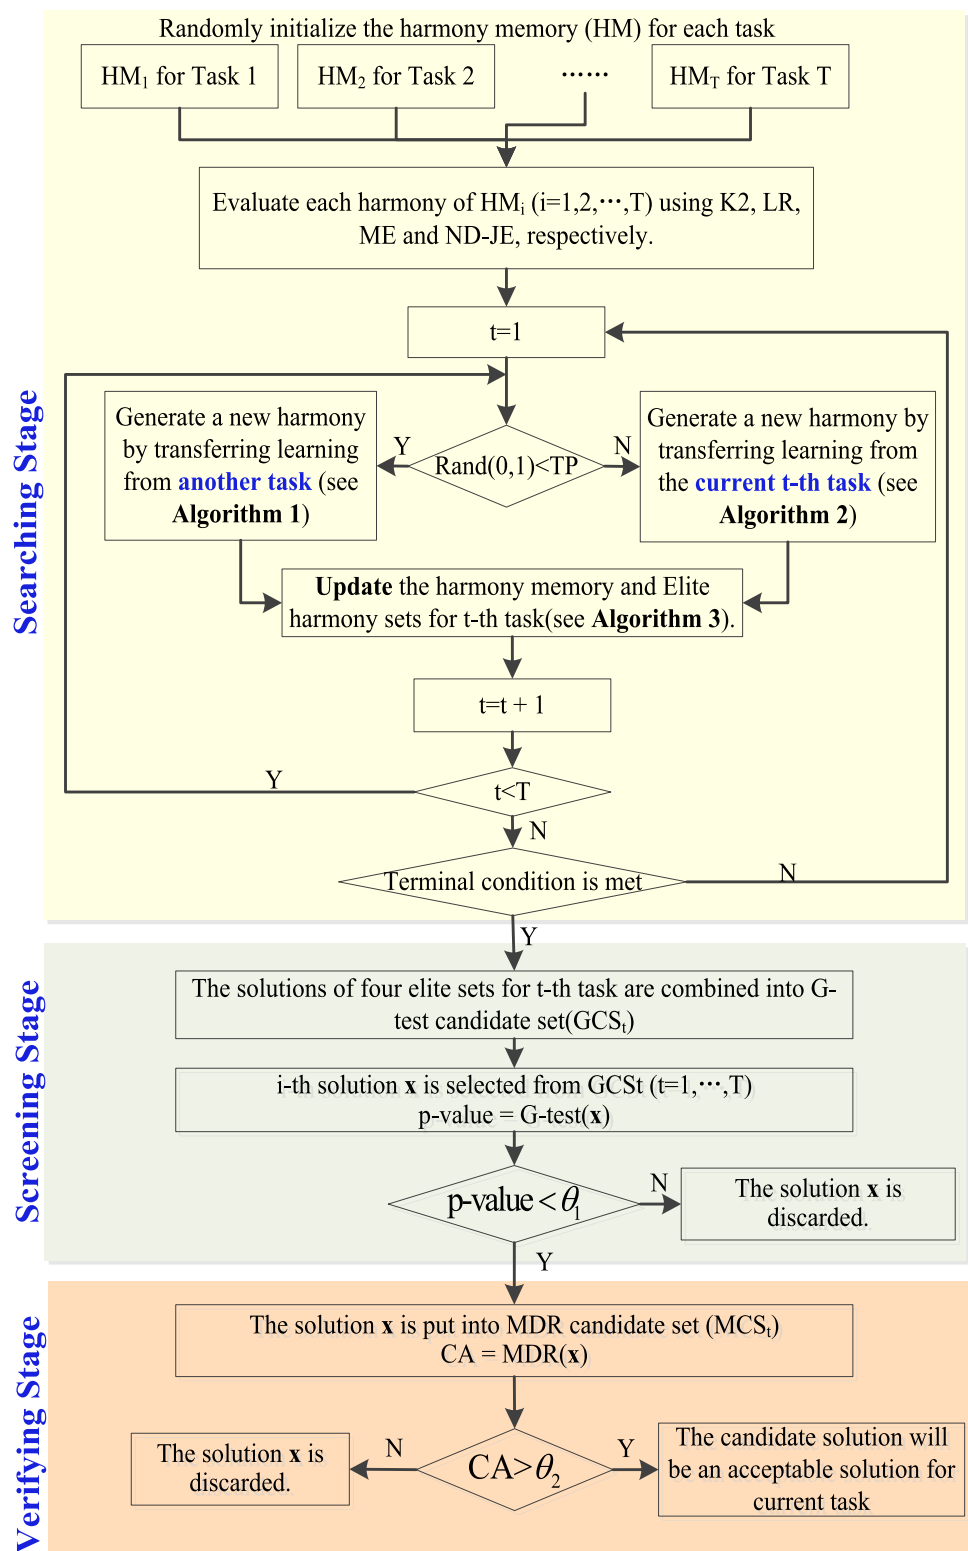 Randomly initialize the harmony memory (HM) for each task
HM1 for Task 1
HM2 for Task 2
······
HMT for Task T
Evaluate each harmony of HMi (i=1,2,···,T) using K2, LR,
ME and ND-JE, respectively.
t=1
Searching Stage
Generate a new harmony
by transferring learning
from another task (see
Algorithm 1)
Y
Rand(0,1)<TP
N
Generate a new harmony by
transferring learning from
the current t-th task (see
Algorithm 2)
Update the harmony memory and Elite
harmony sets for t-th task(see Algorithm 3).
t=t + 1
Y
t<T
N
Terminal condition is met
N
Y
Screening Stage
The solutions of four elite sets for t-th task are combined into G-
test candidate set(GCSt)
i-th solution x is selected from GCSt (t=1,···,T)
p-value = G-test(x)
p-value < θ1
N
The solution x is
discarded.
Y
Verifying Stage
The solution x is put into MDR candidate set (MCSt)
CA = MDR(x)
The solution x is
discarded.
N
CA>θ2
Y
The candidate solution will
be an acceptable solution for
current task